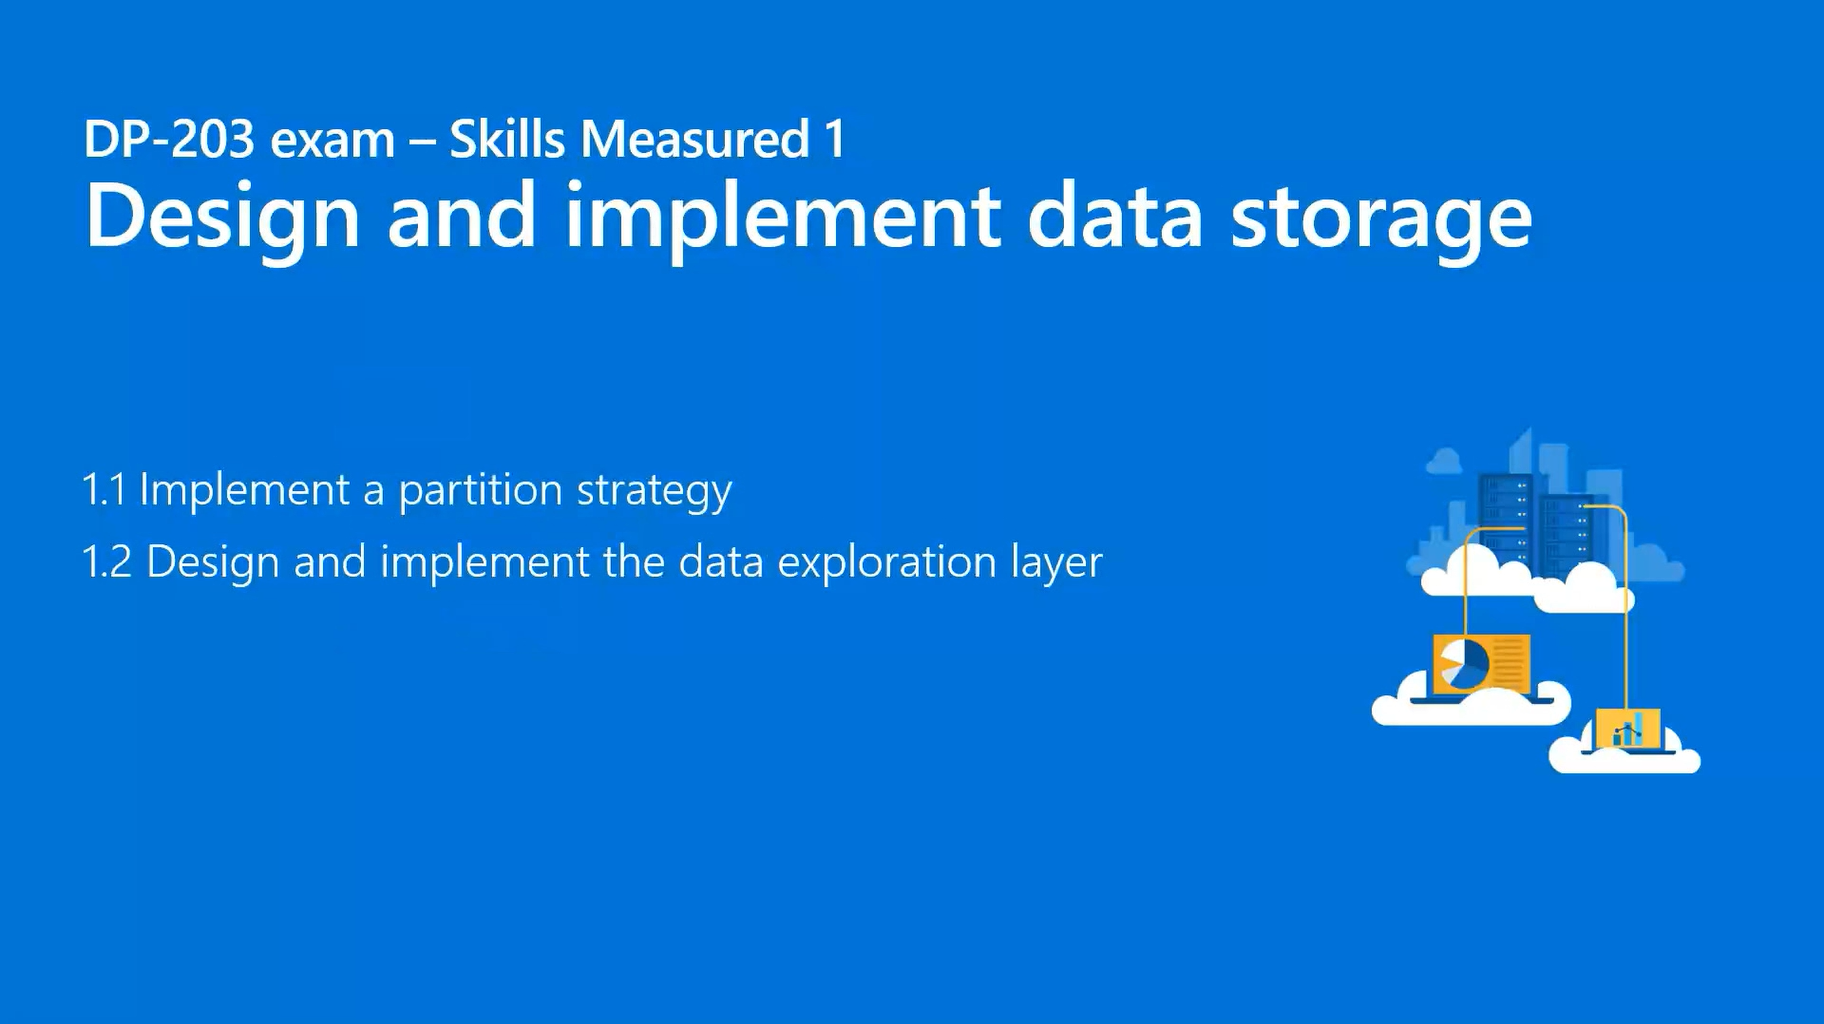 DP-203 exam – Skills Measured 1
Design and implement data storage
1.1 Implement a partition strategy
1.2 Design and implement the data exploration layer